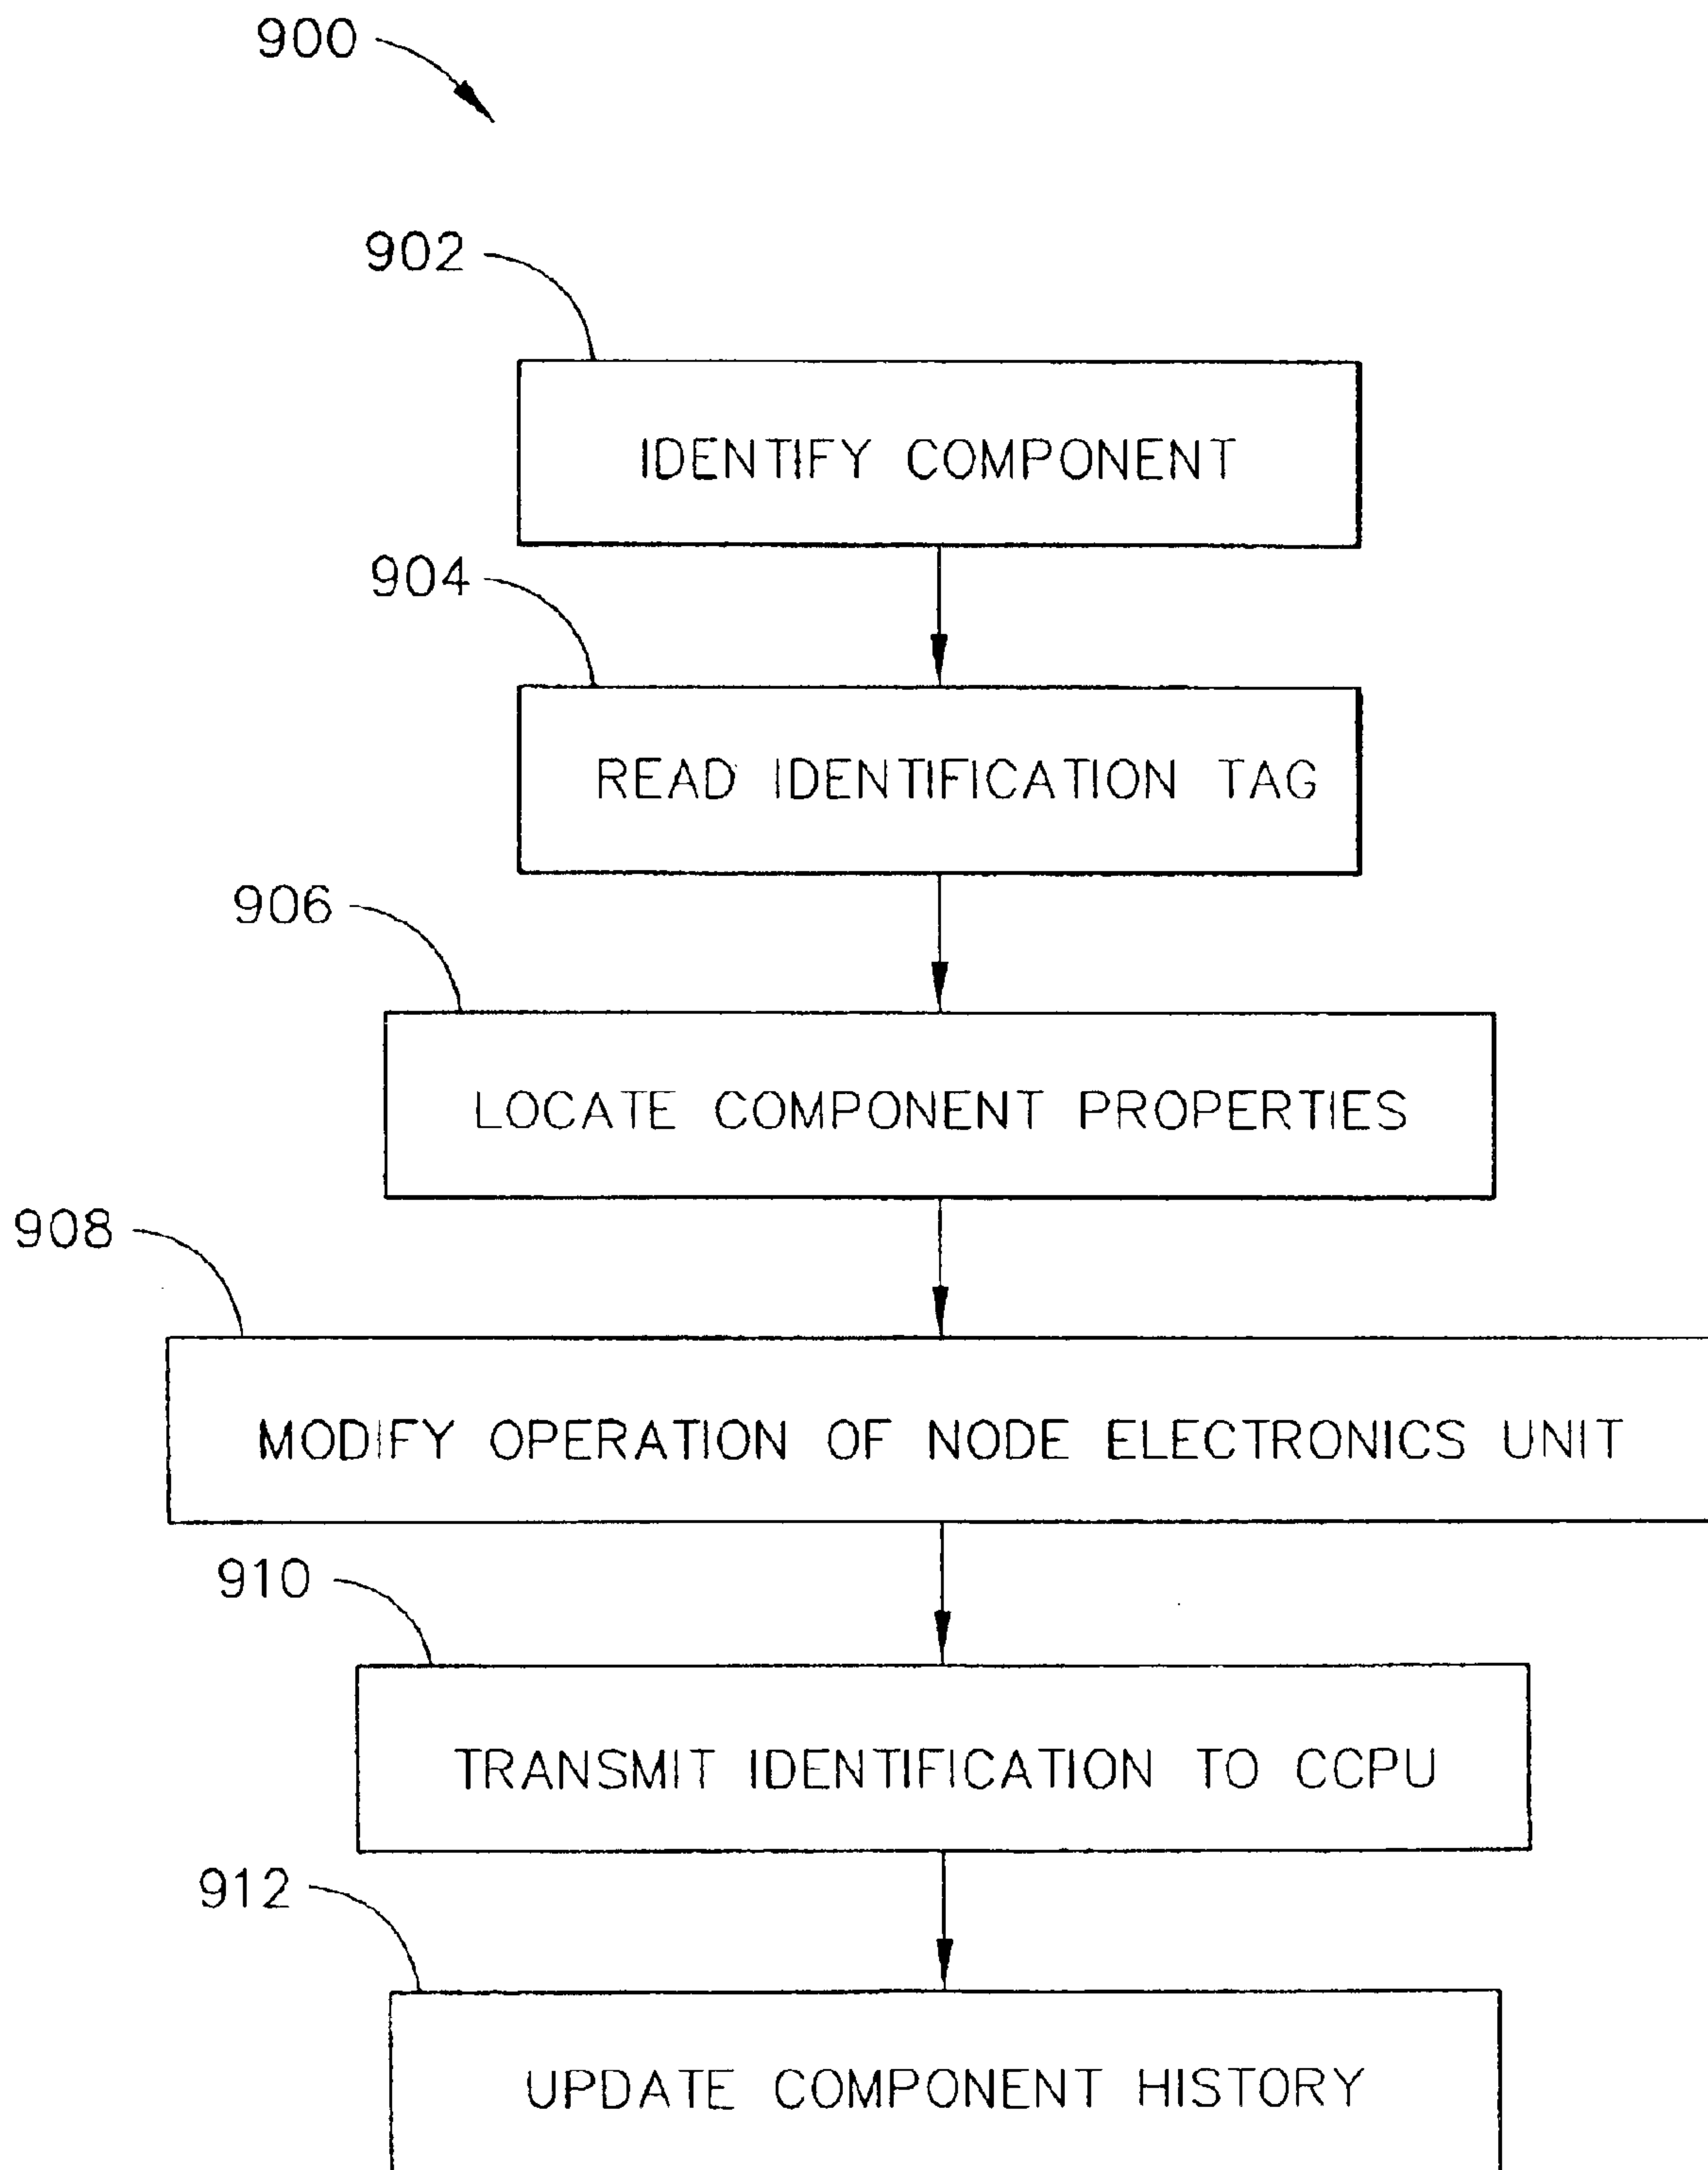 900
902
IDENTIFY COMPONENT
904
READ IDENTIFICATION TAG
906
LOCATE COMPONENT PROPERTIES
908
MODIFY OPERATION OF NODE ELECTRONICS UNIT
910
TRANSMIT IDENTIFICATION TO CCPU
912
UPDATE COMPONENT HISTORY